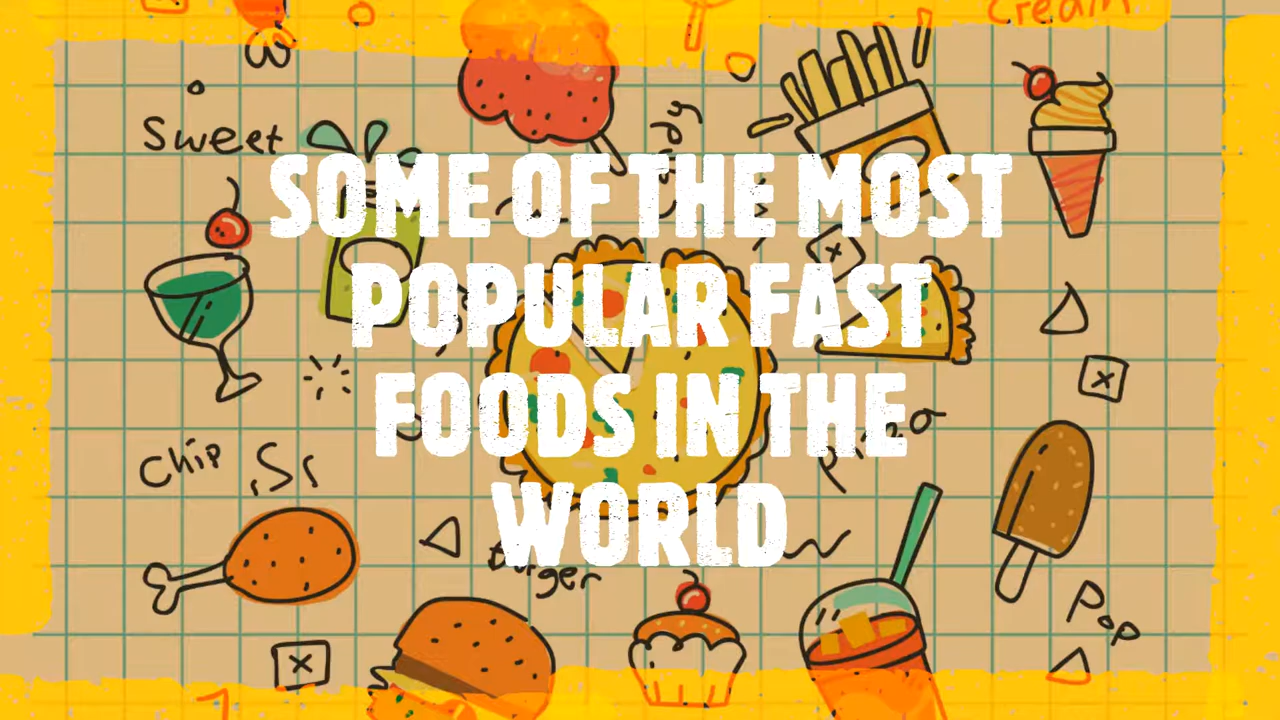 cream
Sweet
SOME OF THE MOST
POPULAR FAST
FOODS IN THE
WORLD
Chip
Pop